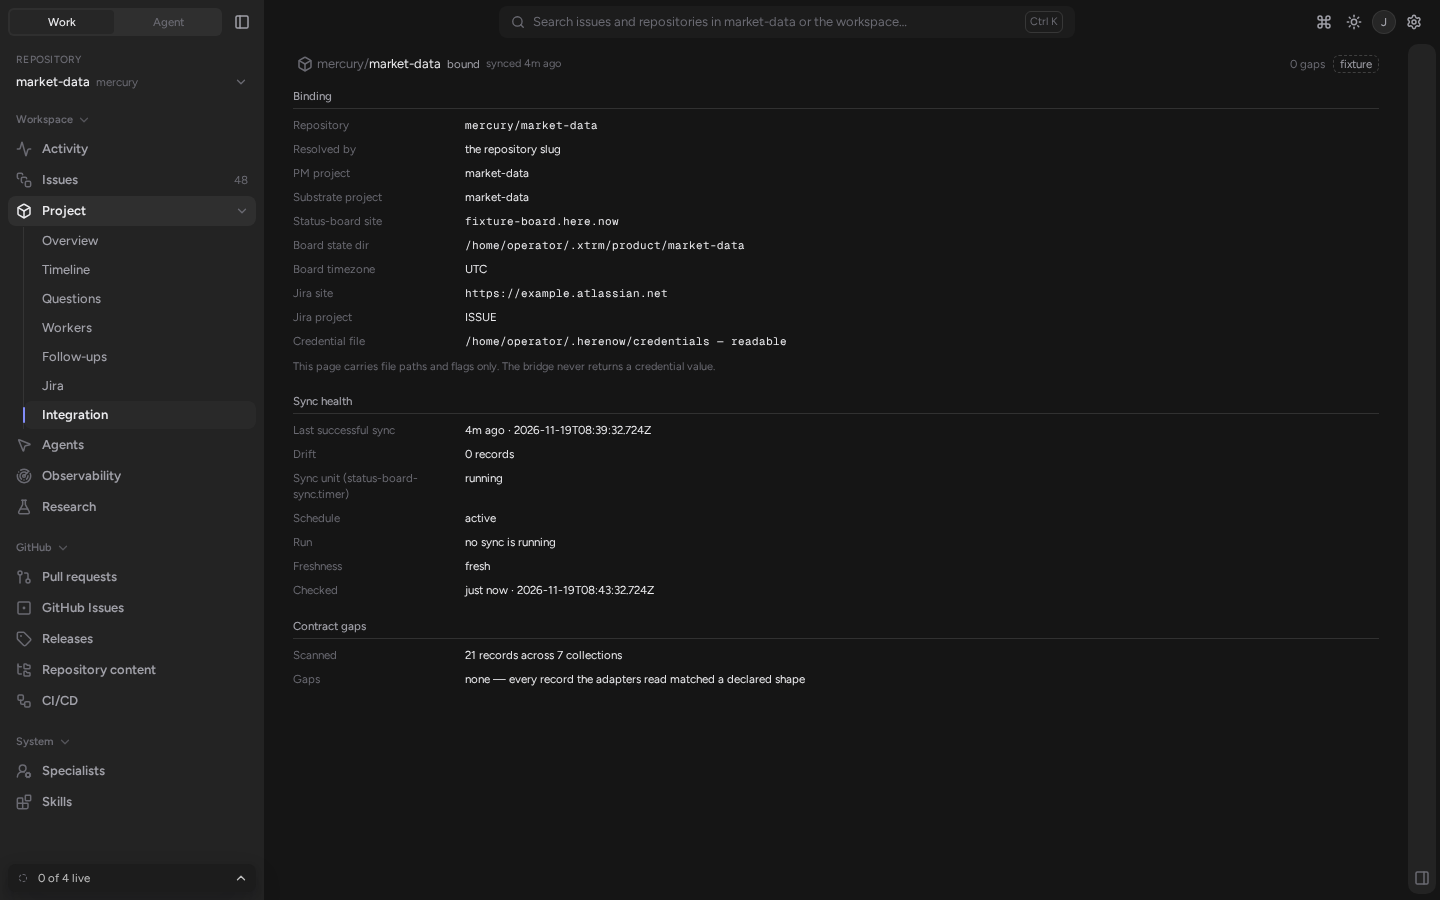 Work
Agent
Search issues and repositories in market-data or the workspace...
Ctrl K
J
REPOSITORY
market-data mercury
Workspace
Activity
Issues 48
Project
Overview
Timeline
Questions
Workers
Follow-ups
Jira
Integration
Agents
Observability
Research
GitHub
Pull requests
GitHub Issues
Releases
Repository content
CI/CD
System
Specialists
Skills
0 of 4 live
mercury/market-data bound synced 4m ago
0 gaps fixture
Binding
Repository mercury/market-data
Resolved by the repository slug
PM project market-data
Substrate project market-data
Status-board site fixture-board.here.now
Board state dir /home/operator/.xtrm/product/market-data
Board timezone UTC
Jira site https://example.atlassian.net
Jira project ISSUE
Credential file /home/operator/.herenow/credentials — readable
This page carries file paths and flags only. The bridge never returns a credential value.
Sync health
Last successful sync 4m ago · 2026-11-19T08:39:32.724Z
Drift 0 records
Sync unit (status-board-
sync.timer) running
Schedule active
Run no sync is running
Freshness fresh
Checked just now · 2026-11-19T08:43:32.724Z
Contract gaps
Scanned 21 records across 7 collections
Gaps none — every record the adapters read matched a declared shape